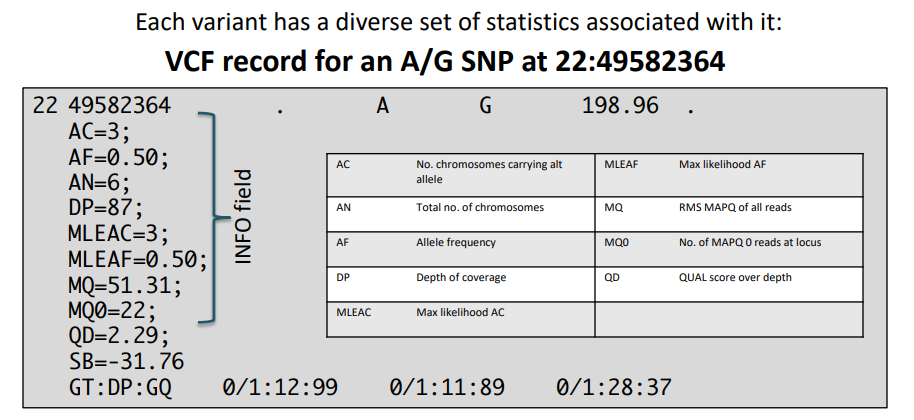 Each variant has a diverse set of statistics associated with it:
VCF record for an A/G SNP at 22:49582364
22 49582364 . A G 198.96 .
AC=3;
AF=0.50;
AN=6;
DP=87;
MLEAC=3;
MLEAF=0.50;
MQ=51.31;
MQ0=22;
QD=2.29;
SB=-31.76
GT:DP:GQ 0/1:12:99 0/1:11:89 0/1:28:37
INFO field
AC No. chromosomes carrying alt
allele
MLEAF Max likelihood AF
AN Total no. of chromosomes
MQ RMS MAPQ of all reads
AF Allele frequency
MQ0 No. of MAPQ 0 reads at locus
DP Depth of coverage
QD QUAL score over depth
MLEAC Max likelihood AC